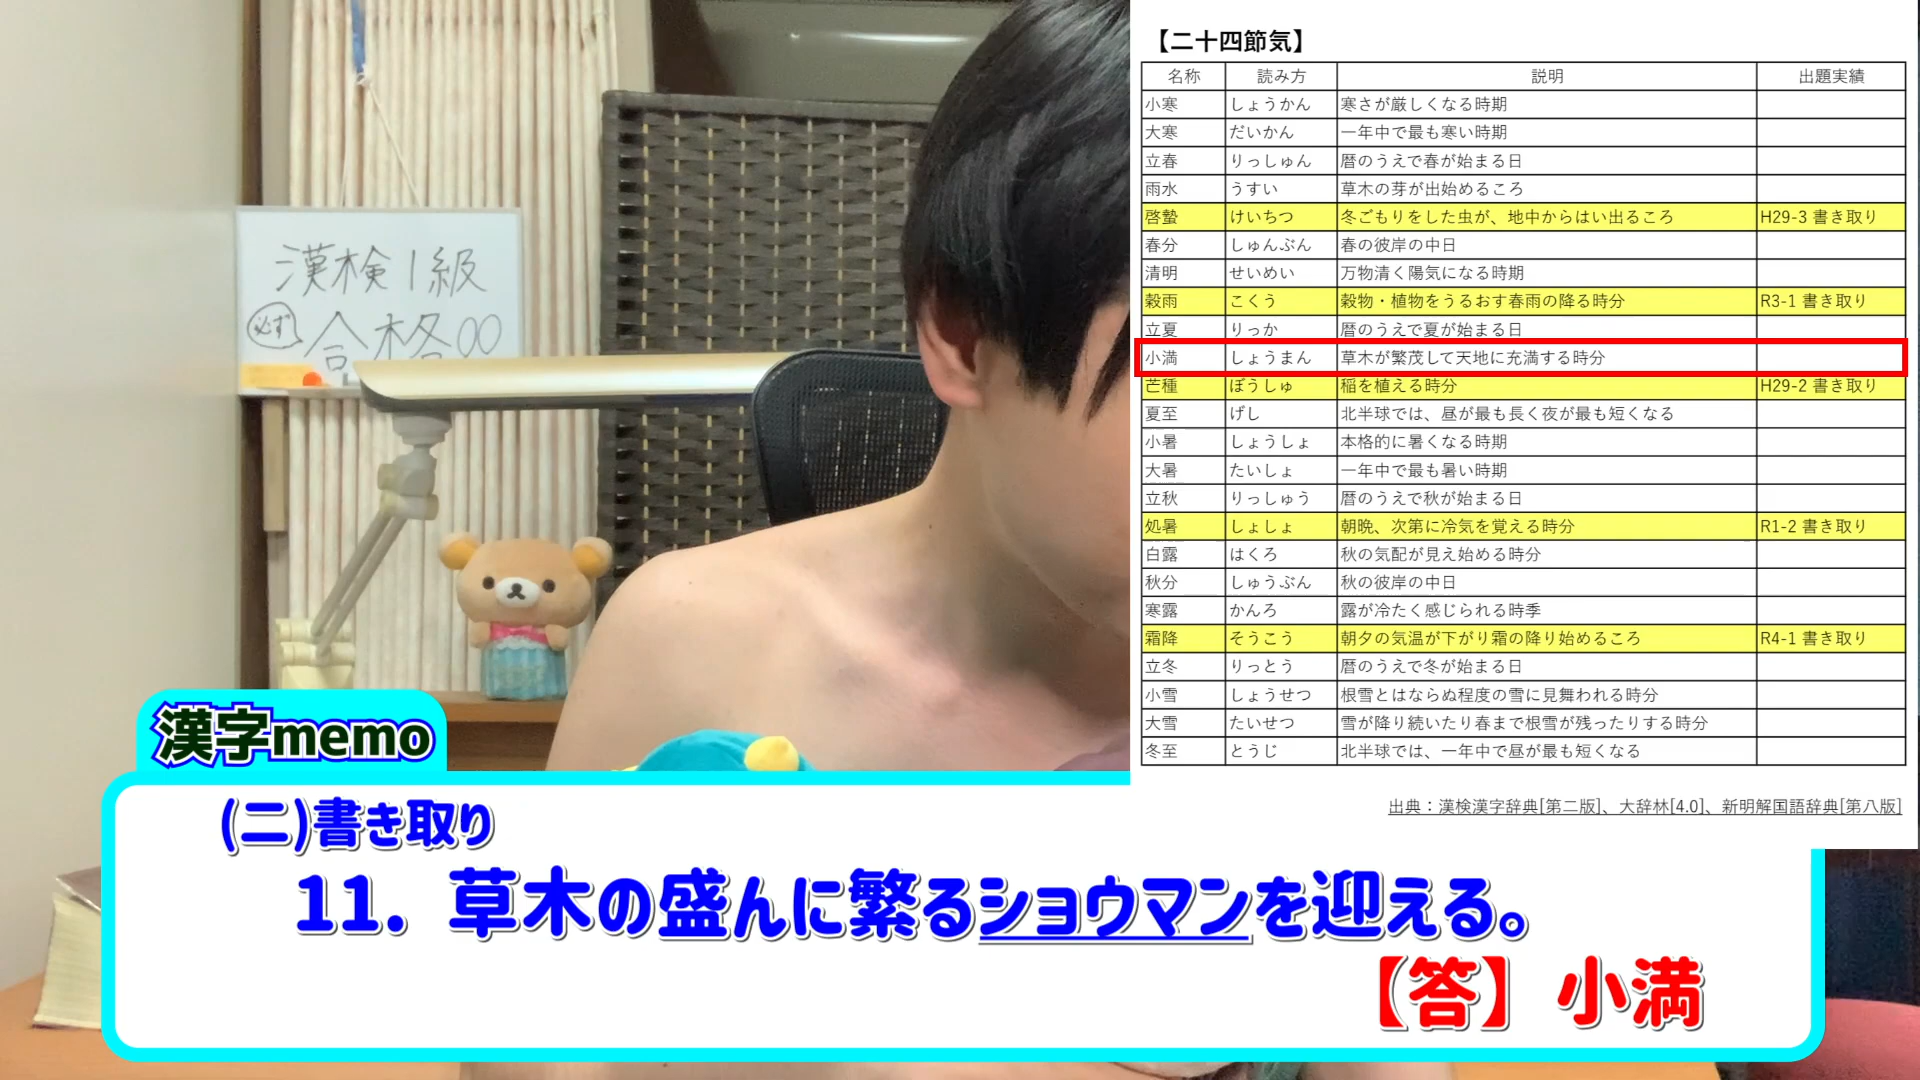 漢検1級
必ず
合格○○
【二十四節気】
名称 読み方 説明 出題実績
小寒 しょうかん 寒さが厳しくなる時期
大寒 だいかん 一年中で最も寒い時期
立春 りっしゅん 暦のうえで春が始まる日
雨水 うすい 草木の芽が出始めるころ
啓蟄 けいちつ 冬ごもりをした虫が、地中からはい出るころ H29-3 書き取り
春分 しゅんぶん 春の彼岸の中日
清明 せいめい 万物清く陽気になる時期
穀雨 こくう 穀物・植物をうるおす春雨の降る時分 R3-1 書き取り
立夏 りっか 暦のうえで夏が始まる日
小満 しょうまん 草木が繁茂して天地に充満する時分
芒種 ぼうしゅ 稲を植える時分 H29-2 書き取り
夏至 げし 北半球では、昼が最も長く夜が最も短くなる
小暑 しょうしょ 本格的に暑くなる時期
大暑 たいしょ 一年中で最も暑い時期
立秋 りっしゅう 暦のうえで秋が始まる日
処暑 しょしょ 朝晩、次第に冷気を覚える時分 R1-2 書き取り
白露 はくろ 秋の気配が見え始める時分
秋分 しゅうぶん 秋の彼岸の中日
寒露 かんろ 露が冷たく感じられる時季
霜降 そうこう 朝夕の気温が下がり霜の降り始めるころ R4-1 書き取り
立冬 りっとう 暦のうえで冬が始まる日
小雪 しょうせつ 根雪とはならぬ程度の雪に見舞われる時分
大雪 たいせつ 雪が降り続いたり春まで根雪が残ったりする時分
冬至 とうじ 北半球では、一年中で昼が最も短くなる
出典：漢検漢字辞典[第二版]、大辞林[4.0]、新明解国語辞典[第八版]
漢字memo
(二)書き取り
11. 草木の盛んに繁るショウマンを迎える。
【答】 小満